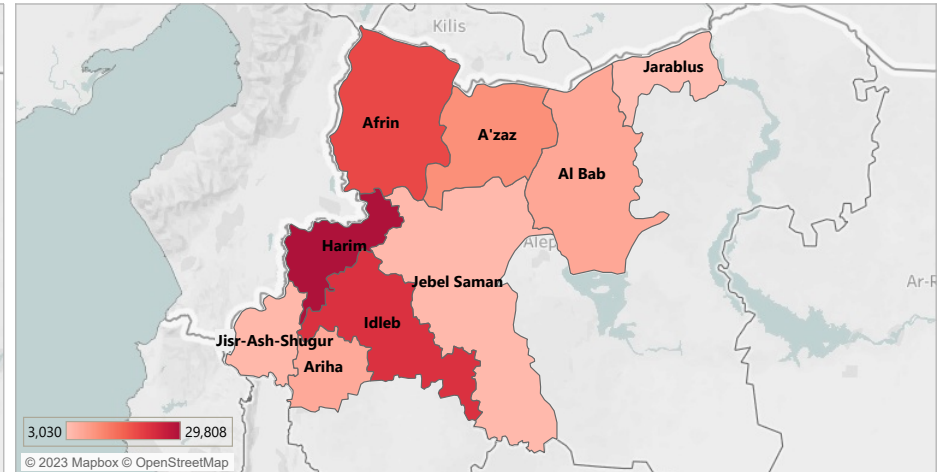 Kilis
Jarablus
Afrin
A'zaz
Al Bab
Harim
Alep
Ar-R
Jebel Saman
Idleb
Jisr-Ash-Shugur
Ariha
3,030 29,808
© 2023 Mapbox © OpenStreetMap